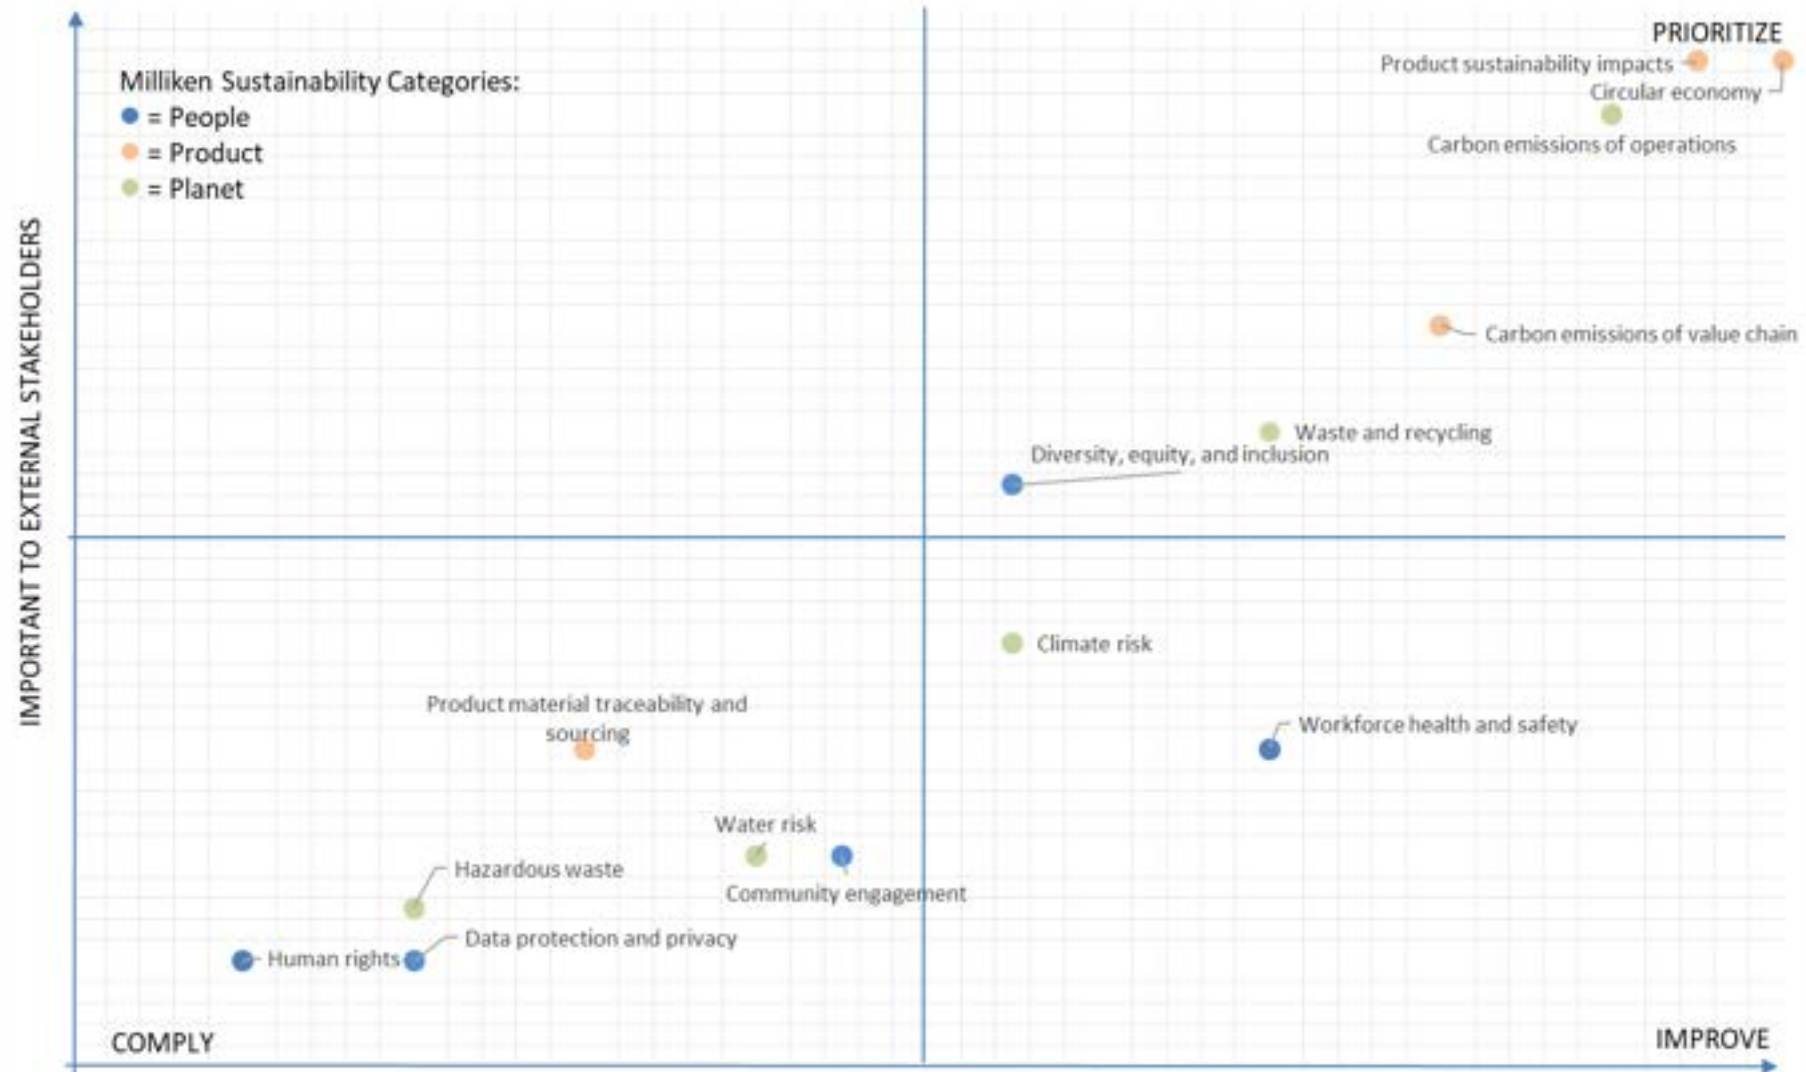 PRIORITIZE
Product sustainability impacts
Circular economy
Milliken Sustainability Categories:
= People
= Product
= Planet
Carbon emissions of operations
IMPORTANT TO EXTERNAL STAKEHOLDERS
Carbon emissions of value chain
Waste and recycling
Diversity, equity, and inclusion
Climate risk
Product material traceability and
sourcing
Workforce health and safety
Water risk
Hazardous waste
Community engagement
Data protection and privacy
Human rights
COMPLY
IMPROVE